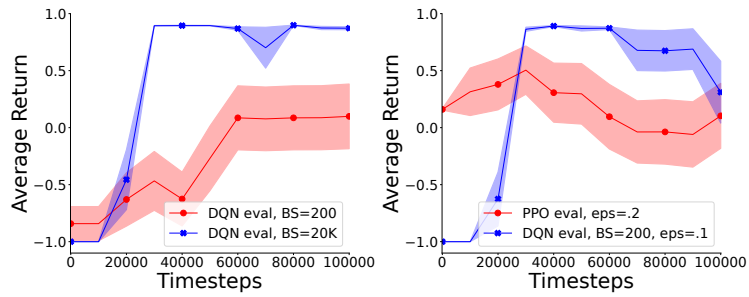 1.0
0.5
0.0
−0.5
−1.0
Average Return
0 20000 40000 60000 80000 100000
Timesteps
DQN eval, BS=200
DQN eval, BS=20K
1.0
0.5
0.0
−0.5
−1.0
Average Return
0 20000 40000 60000 80000 100000
Timesteps
PPO eval, eps=.2
DQN eval, BS=200, eps=.1